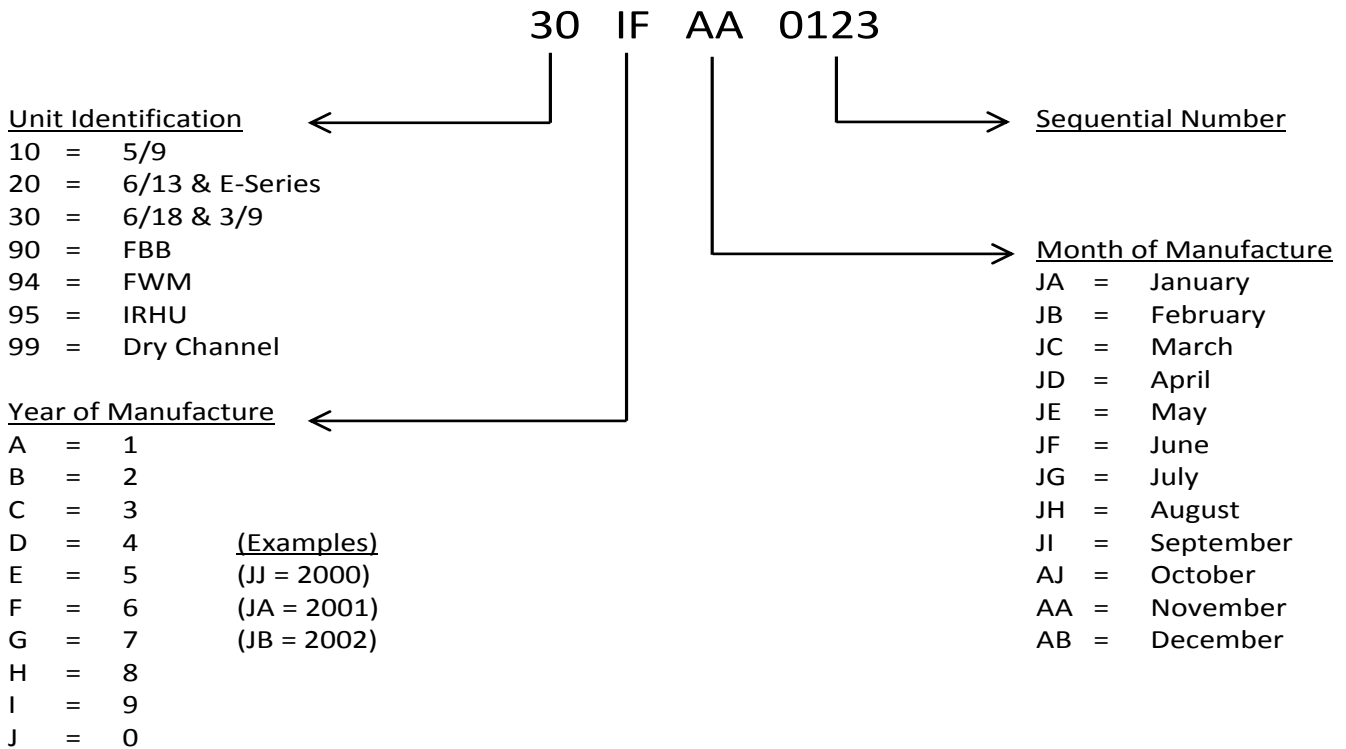 30 IF AA 0123
Unit Identification
10 = 5/9
20 = 6/13 & E-Series
30 = 6/18 & 3/9
90 = FBB
94 = FWM
95 = IRHU
99 = Dry Channel
Year of Manufacture
A = 1
B = 2
C = 3
D = 4 (Examples)
E = 5 (JJ = 2000)
F = 6 (JA = 2001)
G = 7 (JB = 2002)
H = 8
I = 9
J = 0
Sequential Number
Month of Manufacture
JA = January
JB = February
JC = March
JD = April
JE = May
JF = June
JG = July
JH = August
JI = September
AJ = October
AA = November
AB = December